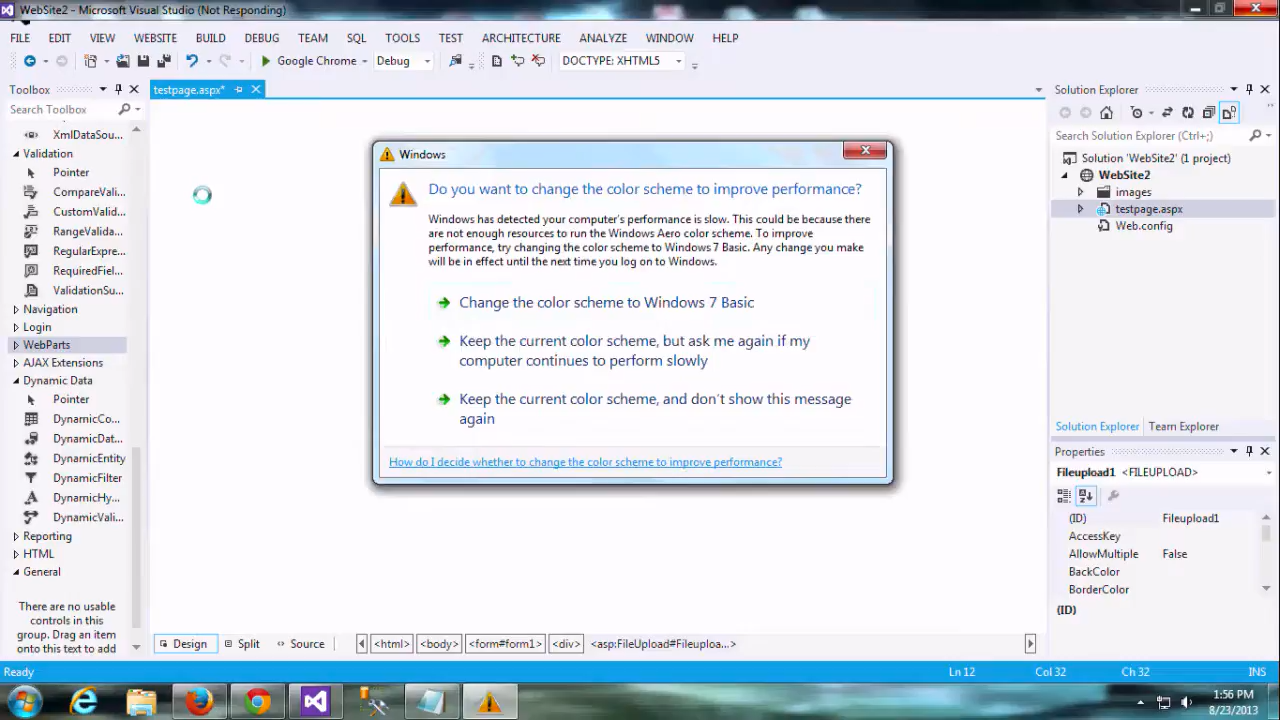 WebSite2 - Microsoft Visual Studio (Not Responding)
FILE EDIT VIEW WEBSITE BUILD DEBUG TEAM SQL TOOLS TEST ARCHITECTURE ANALYZE WINDOW HELP
Google Chrome Debug DOCTYPE: XHTML5
Toolbox
testpage.aspx*
Solution Explorer
Search Toolbox
XmlDataSou...
Validation
Pointer
CompareVali...
CustomValid...
RangeValida...
RegularExpre...
RequiredFiel...
ValidationSu...
Navigation
Login
WebParts
AJAX Extensions
Dynamic Data
Pointer
DynamicCo...
DynamicDat...
DynamicEntity
DynamicFilter
DynamicHy...
DynamicVali...
Reporting
HTML
General
There are no usable
controls in this
group. Drag an item
onto this text to add
Windows
Do you want to change the color scheme to improve performance?
Windows has detected your computer's performance is slow. This could be because there
are not enough resources to run the Windows Aero color scheme. To improve
performance, try changing the color scheme to Windows 7 Basic. Any change you make
will be in effect until the next time you log on to Windows.
Change the color scheme to Windows 7 Basic
Keep the current color scheme, but ask me again if my
computer continues to perform slowly
Keep the current color scheme, and don't show this message
again
How do I decide whether to change the color scheme to improve performance?
Search Solution Explorer (Ctrl+;)
Solution 'WebSite2' (1 project)
WebSite2
images
testpage.aspx
Web.config
Solution Explorer Team Explorer
Properties
Fileupload1 <FILEUPLOAD>
(ID) Fileupload1
AccessKey
AllowMultiple False
BackColor
BorderColor
(ID)
Design Split Source <html> <body> <form#form1> <div> <asp:FileUpload#Fileuploa...>
Ready Ln 12 Col 32 Ch 32 INS
1:56 PM
8/23/2013